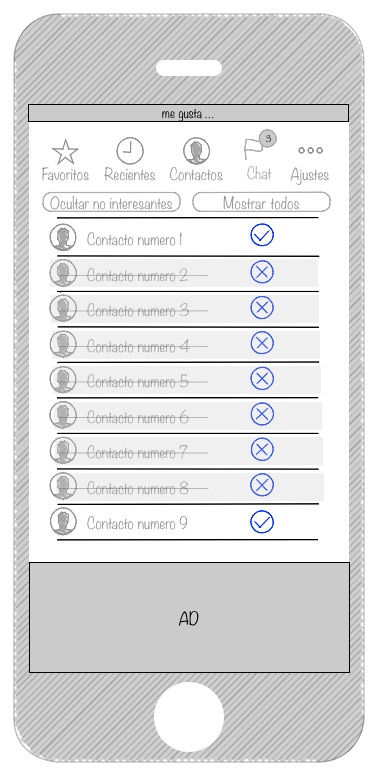 me gusta ...
3
Favoritos Recientes Contactos Chat Ajustes
Ocultar no interesantes Mostrar todos
Contacto numero 1
Contacto numero 2
Contacto numero 3
Contacto numero 4
Contacto numero 5
Contacto numero 6
Contacto numero 7
Contacto numero 8
Contacto numero 9
AD